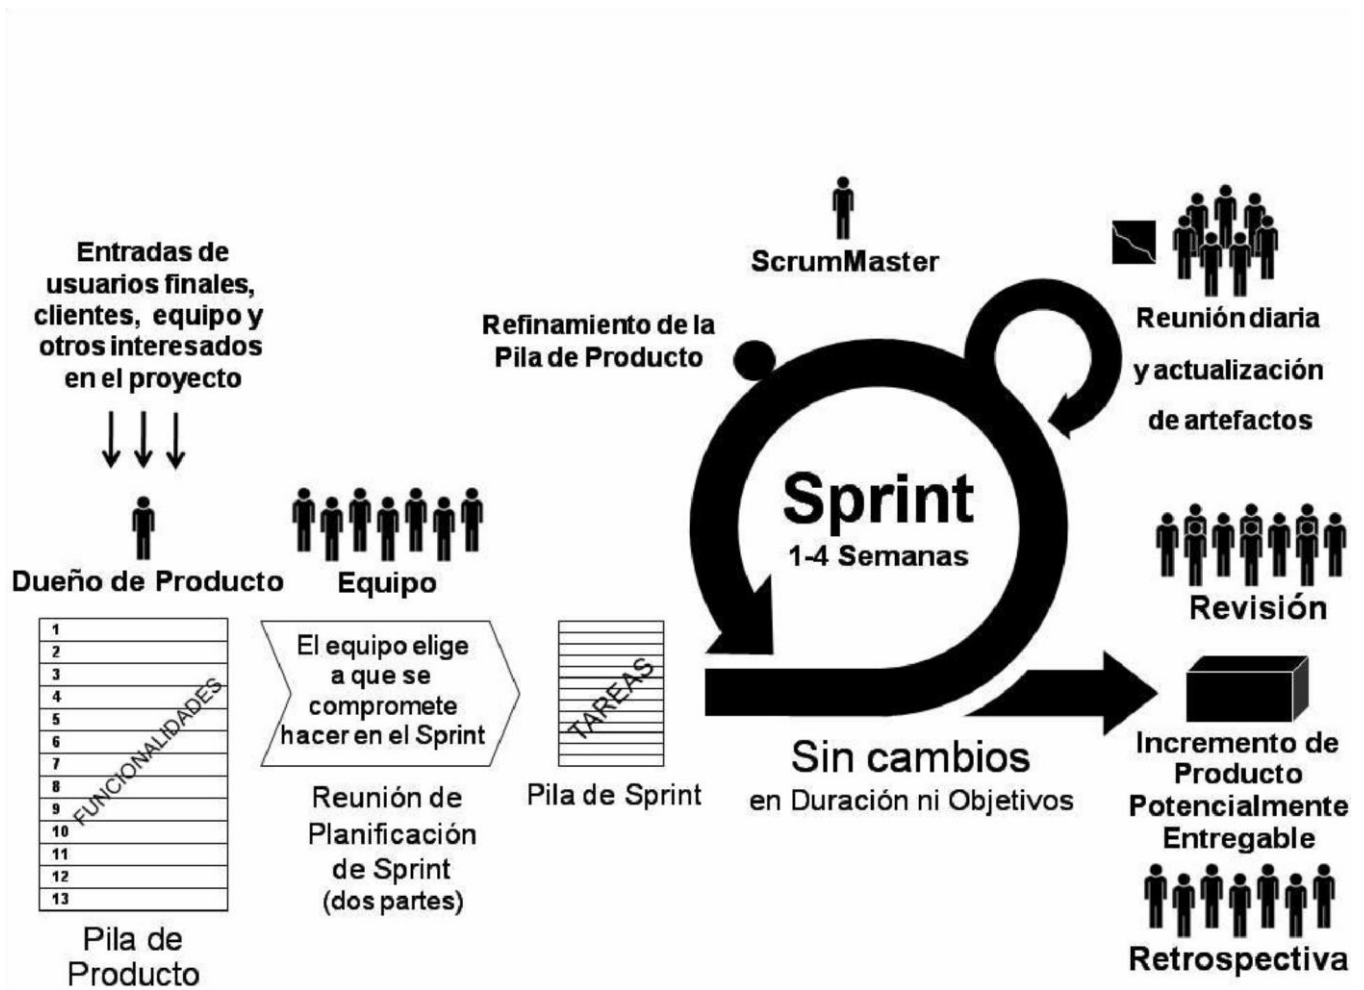 Entradas de
usuarios finales,
clientes, equipo y
otros interesados
en el proyecto
Dueño de Producto
1
2
3
4
5
6
7
8
9
10
11
12
13
FUNCIONALIDADES
Pila de
Producto
Equipo
El equipo elige
a que se
compromete
hacer en el Sprint
Reunión de
Planificación
de Sprint
(dos partes)
TAREAS
Pila de Sprint
ScrumMaster
Refinamiento de la
Pila de Producto
Sprint
1-4 Semanas
Sin cambios
en Duración ni Objetivos
Reunión diaria
y actualización
de artefactos
Revisión
Incremento de
Producto
Potencialmente
Entregable
Retrospectiva